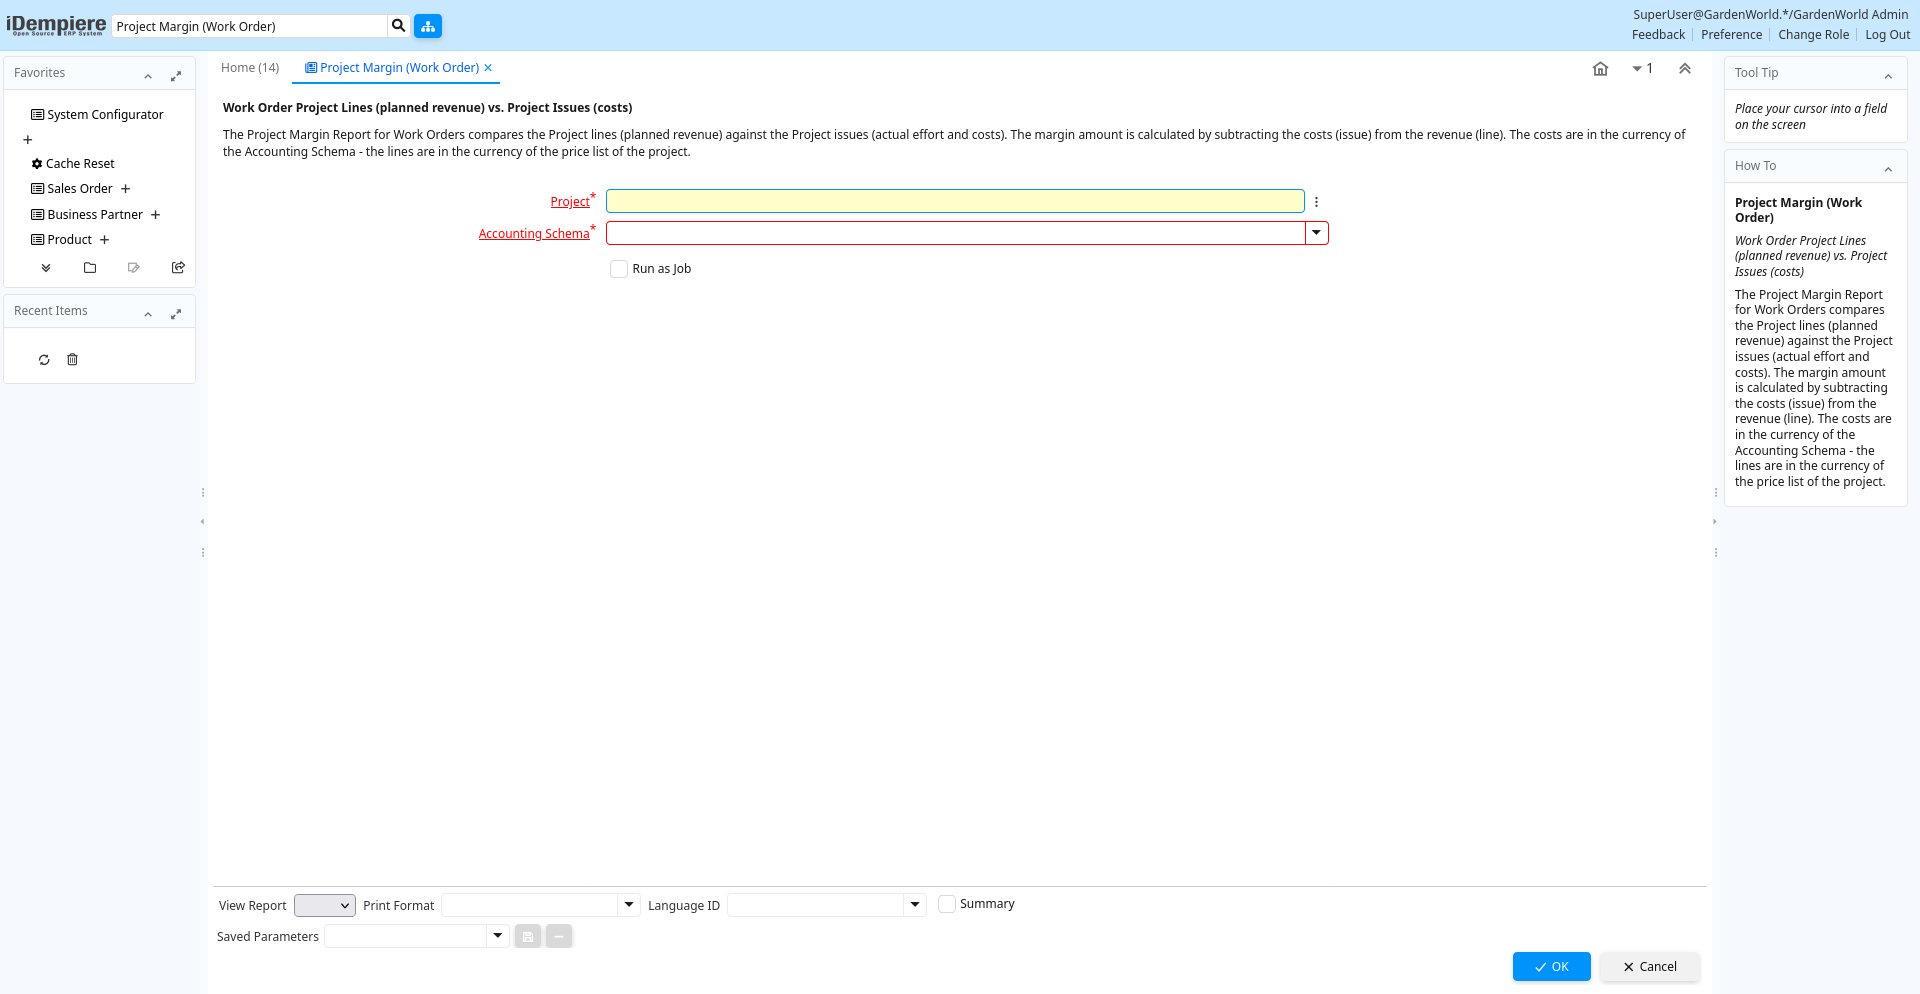 iDempiere
Open Source ERP System
Project Margin (Work Order)
SuperUser@GardenWorld.*/GardenWorld Admin
Feedback
Preference
Change Role
Log Out
Favorites
System Configurator
Cache Reset
Sales Order
Business Partner
Product
Recent Items
Home (14)
Project Margin (Work Order)
1
Work Order Project Lines (planned revenue) vs. Project Issues (costs)
The Project Margin Report for Work Orders compares the Project lines (planned revenue) against the Project issues (actual effort and costs). The margin amount is calculated by subtracting the costs (issue) from the revenue (line). The costs are in the currency of
the Accounting Schema - the lines are in the currency of the price list of the project.
Project*
Accounting Schema*
Run as Job
View Report
Print Format
Language ID
Summary
Saved Parameters
OK
Cancel
Tool Tip
Place your cursor into a field
on the screen
How To
Project Margin (Work
Order)
Work Order Project Lines
(planned revenue) vs. Project
Issues (costs)
The Project Margin Report
for Work Orders compares
the Project lines (planned
revenue) against the Project
issues (actual effort and
costs). The margin amount
is calculated by subtracting
the costs (issue) from the
revenue (line). The costs are
in the currency of the
Accounting Schema - the
lines are in the currency of
the price list of the project.